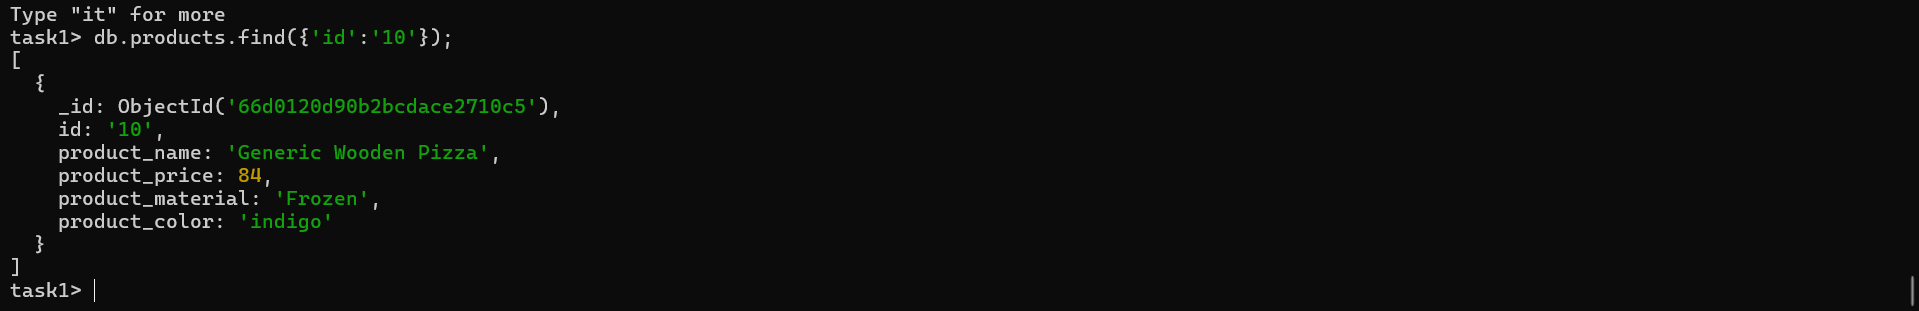 Type "it" for more
task1> db.products.find({'id':'10'});
[
  {
    _id: ObjectId('66d0120d90b2bcdace2710c5'),
    id: '10',
    product_name: 'Generic Wooden Pizza',
    product_price: 84,
    product_material: 'Frozen',
    product_color: 'indigo'
  }
]
task1>